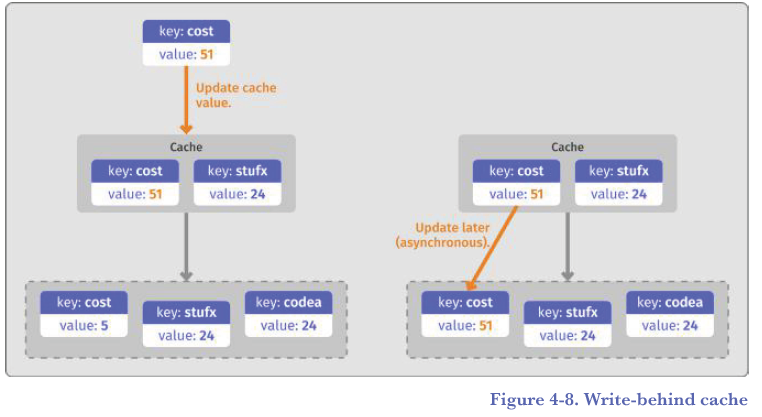 key: cost
value: 51
Update cache
value.
Cache
key: cost
value: 51
key: stufx
value: 24
key: cost
value: 5
key: stufx
value: 24
key: codea
value: 24
Cache
key: cost
value: 51
key: stufx
value: 24
Update later
(asynchronous).
key: cost
value: 51
key: stufx
value: 24
key: codea
value: 24
Figure 4-8. Write-behind cache